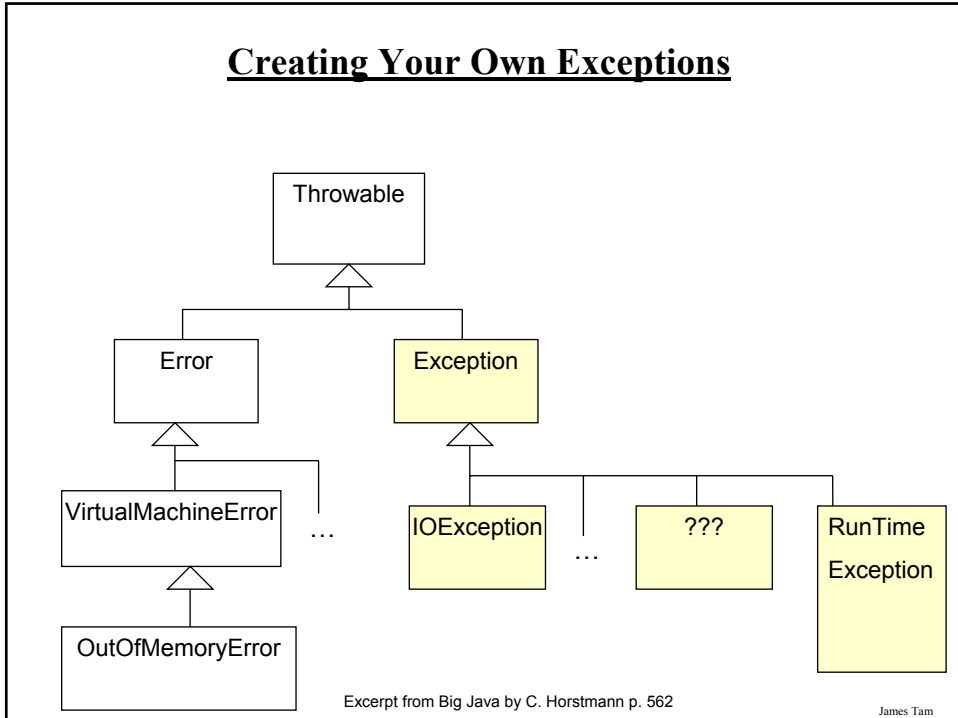 Creating Your Own Exceptions
Throwable
Error
Exception
VirtualMachineError
…
IOException
…
???
RunTime
Exception
OutOfMemoryError
Excerpt from Big Java by C. Horstmann p. 562
James Tam